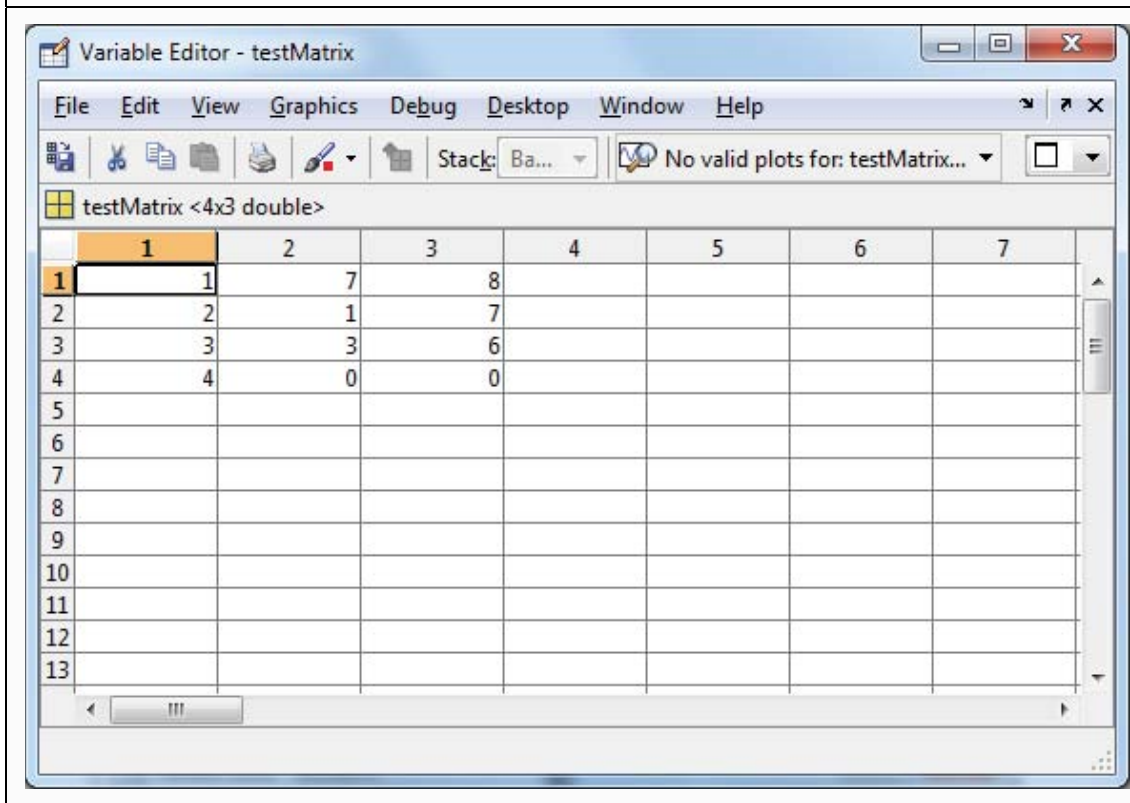 Variable Editor - testMatrix
File Edit View Graphics Debug Desktop Window Help
Stack: Ba... No valid plots for: testMatrix...
testMatrix <4x3 double>
1 2 3 4 5 6 7
1 1 7 8
2 2 1 7
3 3 3 6
4 4 0 0
5
6
7
8
9
10
11
12
13